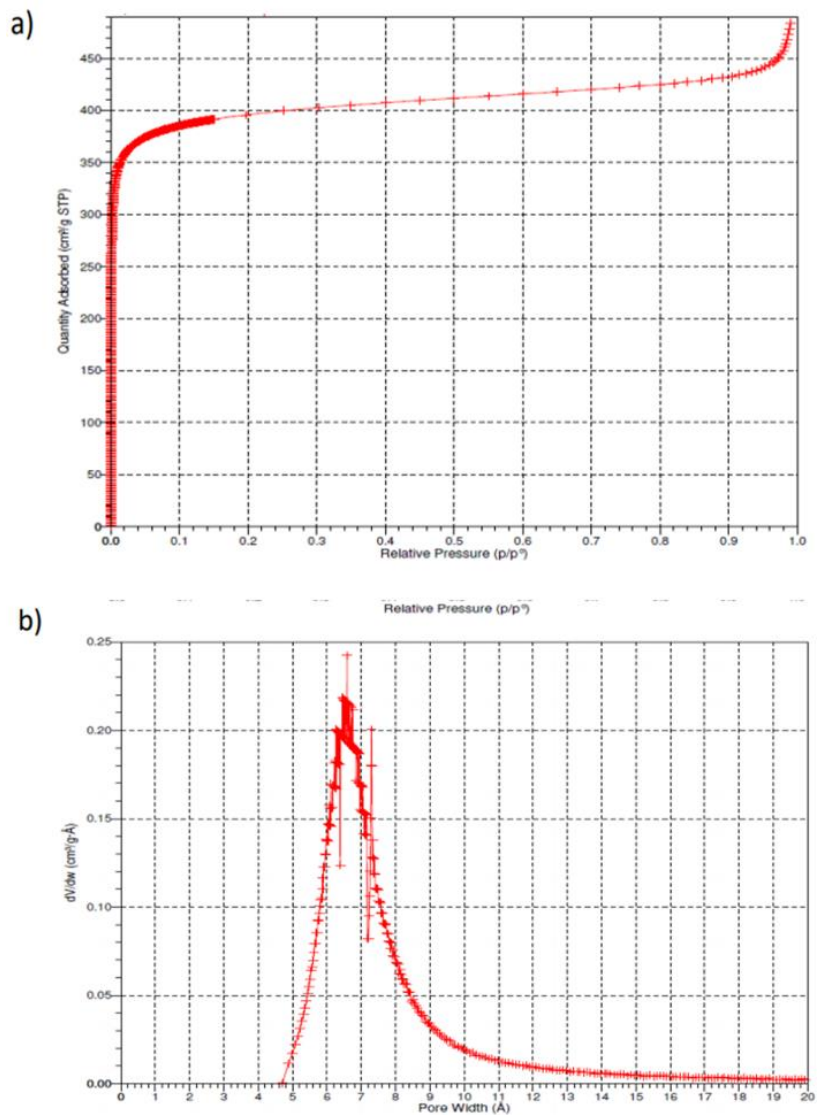 a)
Quantity Adsorbed (cm³/g STP)
450
400
350
300
250
200
150
100
50
0
0.0 0.1 0.2 0.3 0.4 0.5 0.6 0.7 0.8 0.9 1.0
Relative Pressure (p/p°)
Relative Pressure (p/p°)
b)
dV/dw (cm³/g·Å)
0.25
0.20
0.15
0.10
0.05
0.00
0 1 2 3 4 5 6 7 8 9 10 11 12 13 14 15 16 17 18 19 20
Pore Width (Å)